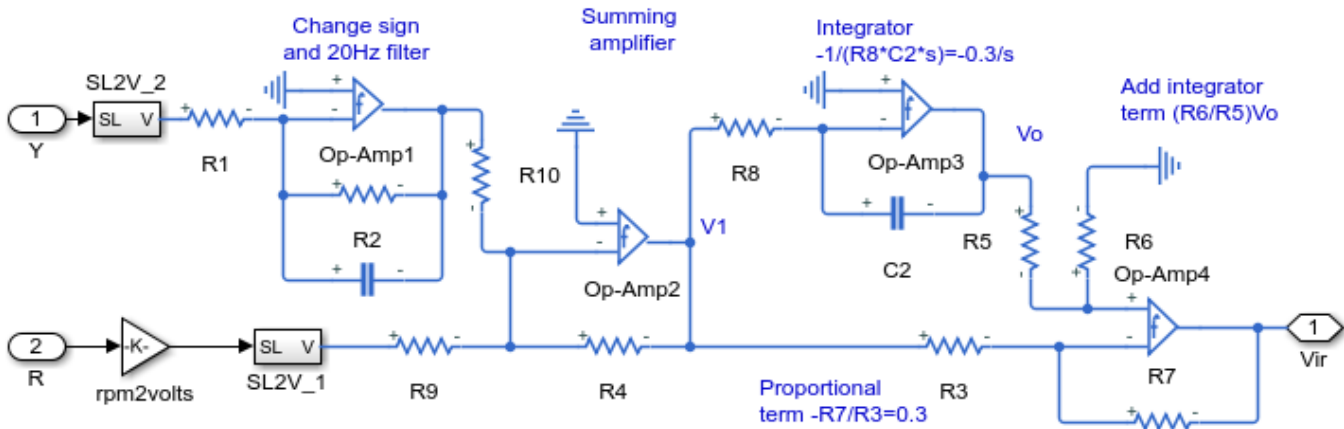 Change sign
and 20Hz filter
Summing
amplifier
Integrator
-1/(R8*C2*s)=-0.3/s
Add integrator
term (R6/R5)Vo
SL2V_2
1
SL V
Y
+
-
R1
+
-
Op-Amp1
+
-
R2
+
-
+
-
R10
+
-
Op-Amp2
V1
+
-
R8
+
-
Op-Amp3
+
-
C2
Vo
+
-
R5
-
+
R6
Op-Amp4
+
-
2
R
-K-
rpm2volts
SL V
SL2V_1
+
-
R9
+
-
R4
+
-
R3
Proportional
term -R7/R3=0.3
R7
+
-
1
Vir